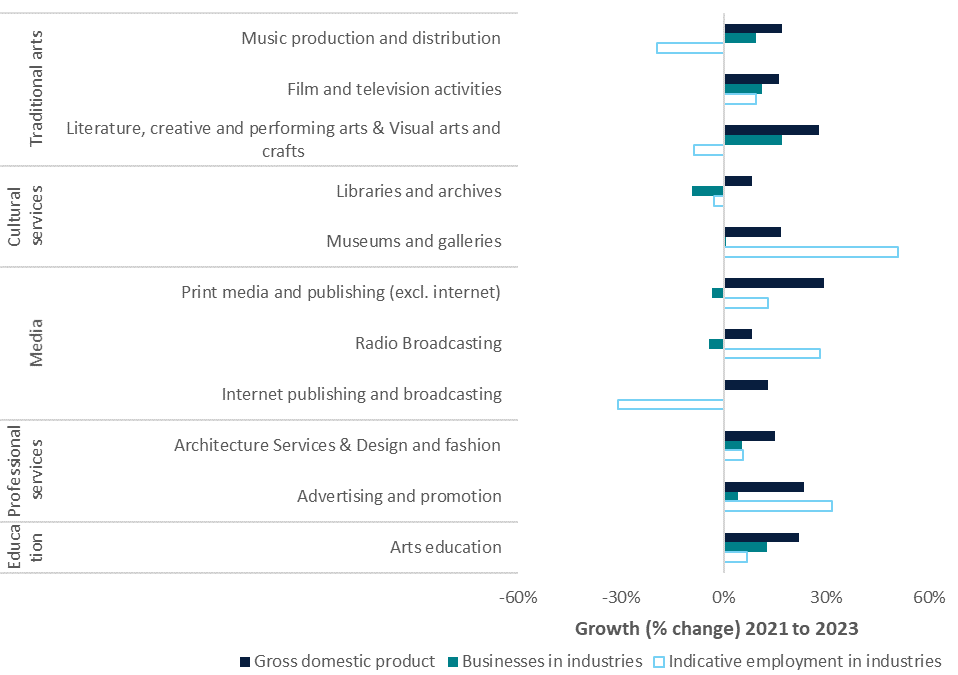 Traditional arts
Music production and distribution
Film and television activities
Literature, creative and performing arts & Visual arts and
crafts
Cultural
services
Libraries and archives
Museums and galleries
Media
Print media and publishing (excl. internet)
Radio Broadcasting
Internet publishing and broadcasting
Professional
services
Architecture Services & Design and fashion
Advertising and promotion
Educa
tion
Arts education
-60% -30% 0% 30% 60%
Growth (% change) 2021 to 2023
Gross domestic product Businesses in industries Indicative employment in industries